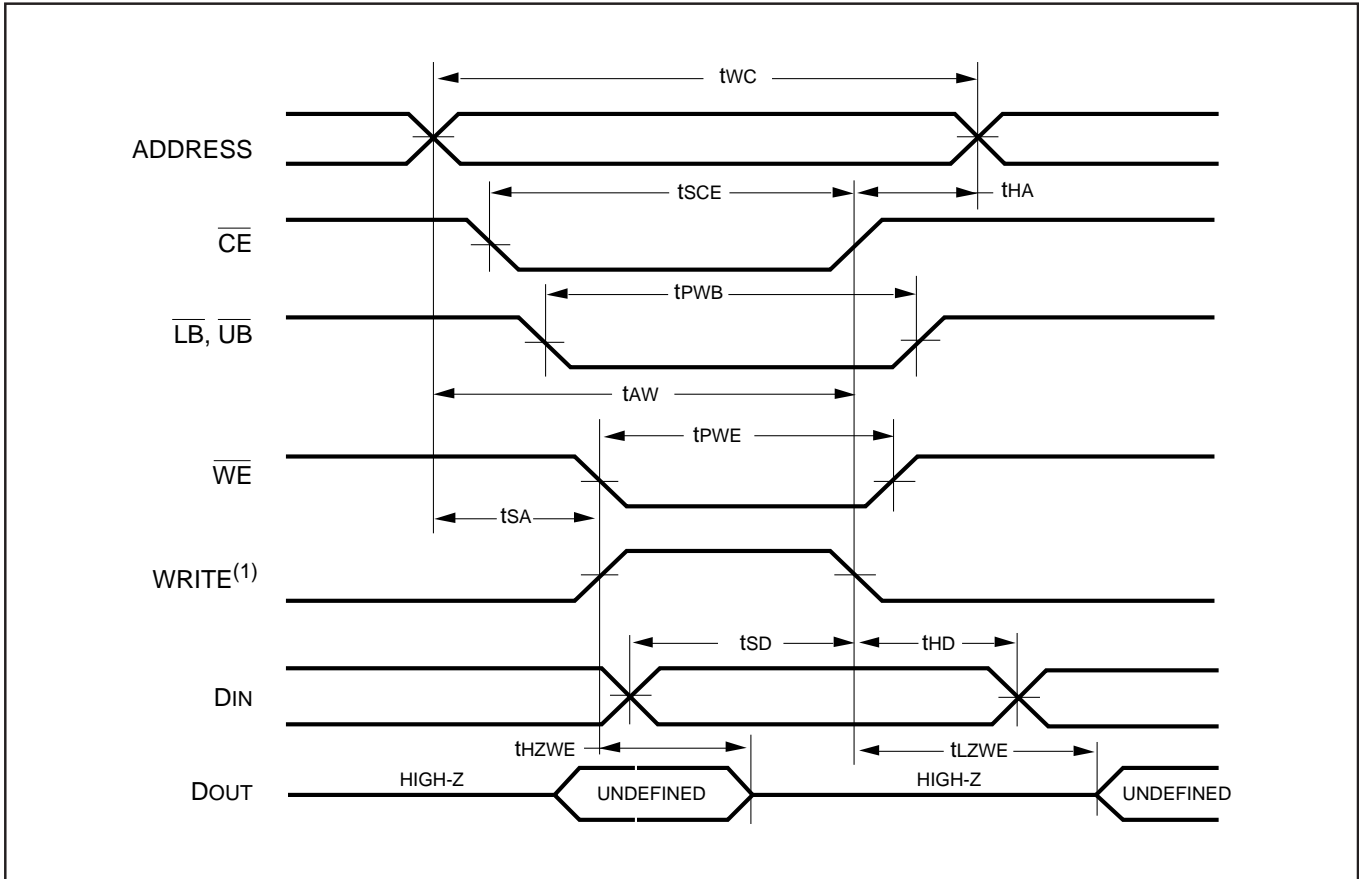 tWC
ADDRESS
tSCE
tHA
CE
tPWB
LB, UB
tAW
tPWE
WE
tSA
WRITE(1)
tSD
tHD
DIN
tHZWE
tLZWE
DOUT
HIGH-Z
UNDEFINED
HIGH-Z
UNDEFINED